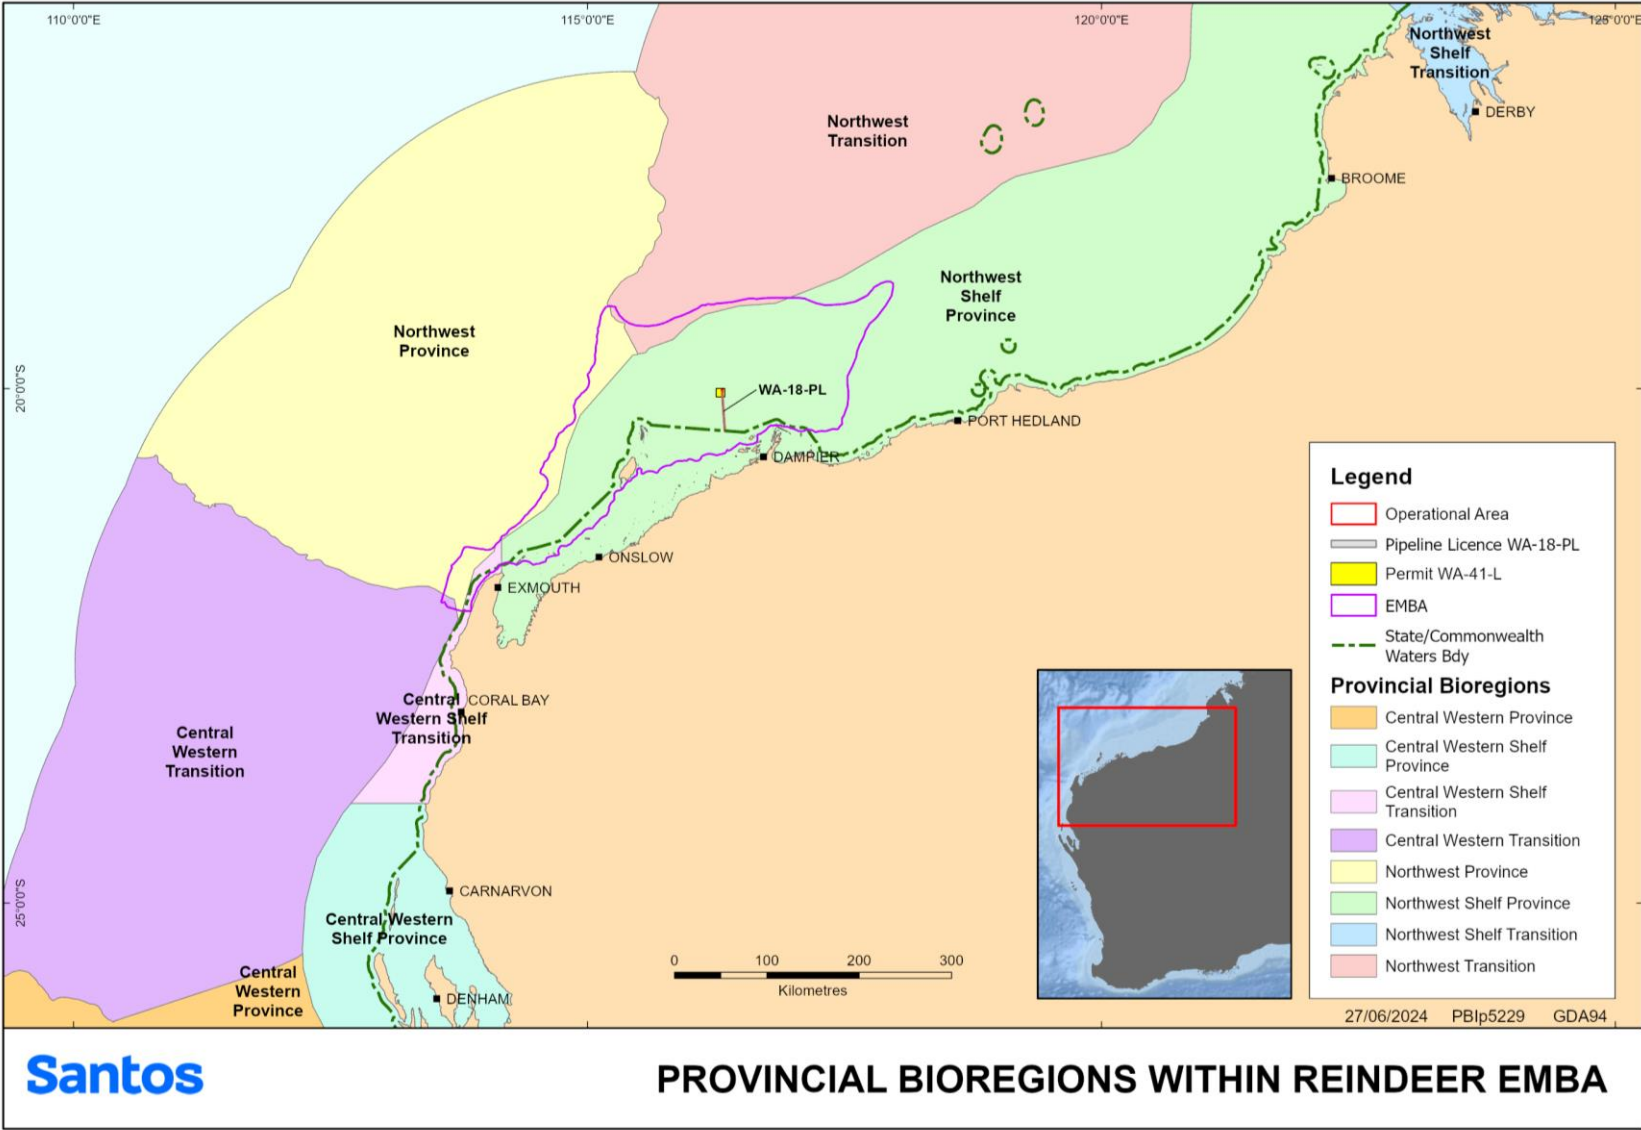 110°0'0"E
115°0'0"E
120°0'0"E
125°0'0"E
Northwest
Shelf
Transition
DERBY
Northwest
Transition
BROOME
Northwest
Shelf
Province
Northwest
Province
20°0'0"S
WA-18-PL
PORT HEDLAND
DAMPIER
ONSLOW
EXMOUTH
Central
Western Shelf
Transition
CORAL BAY
Central
Western
Transition
25°0'0"S
CARNARVON
Central Western
Shelf Province
Central
Western
Province
DENHAM
0 100 200 300
Kilometres
Legend
Operational Area
Pipeline Licence WA-18-PL
Permit WA-41-L
EMBA
State/Commonwealth
Waters Bdy
Provincial Bioregions
Central Western Province
Central Western Shelf
Province
Central Western Shelf
Transition
Central Western Transition
Northwest Province
Northwest Shelf Province
Northwest Shelf Transition
Northwest Transition
27/06/2024 PBIp5229 GDA94
Santos
PROVINCIAL BIOREGIONS WITHIN REINDEER EMBA